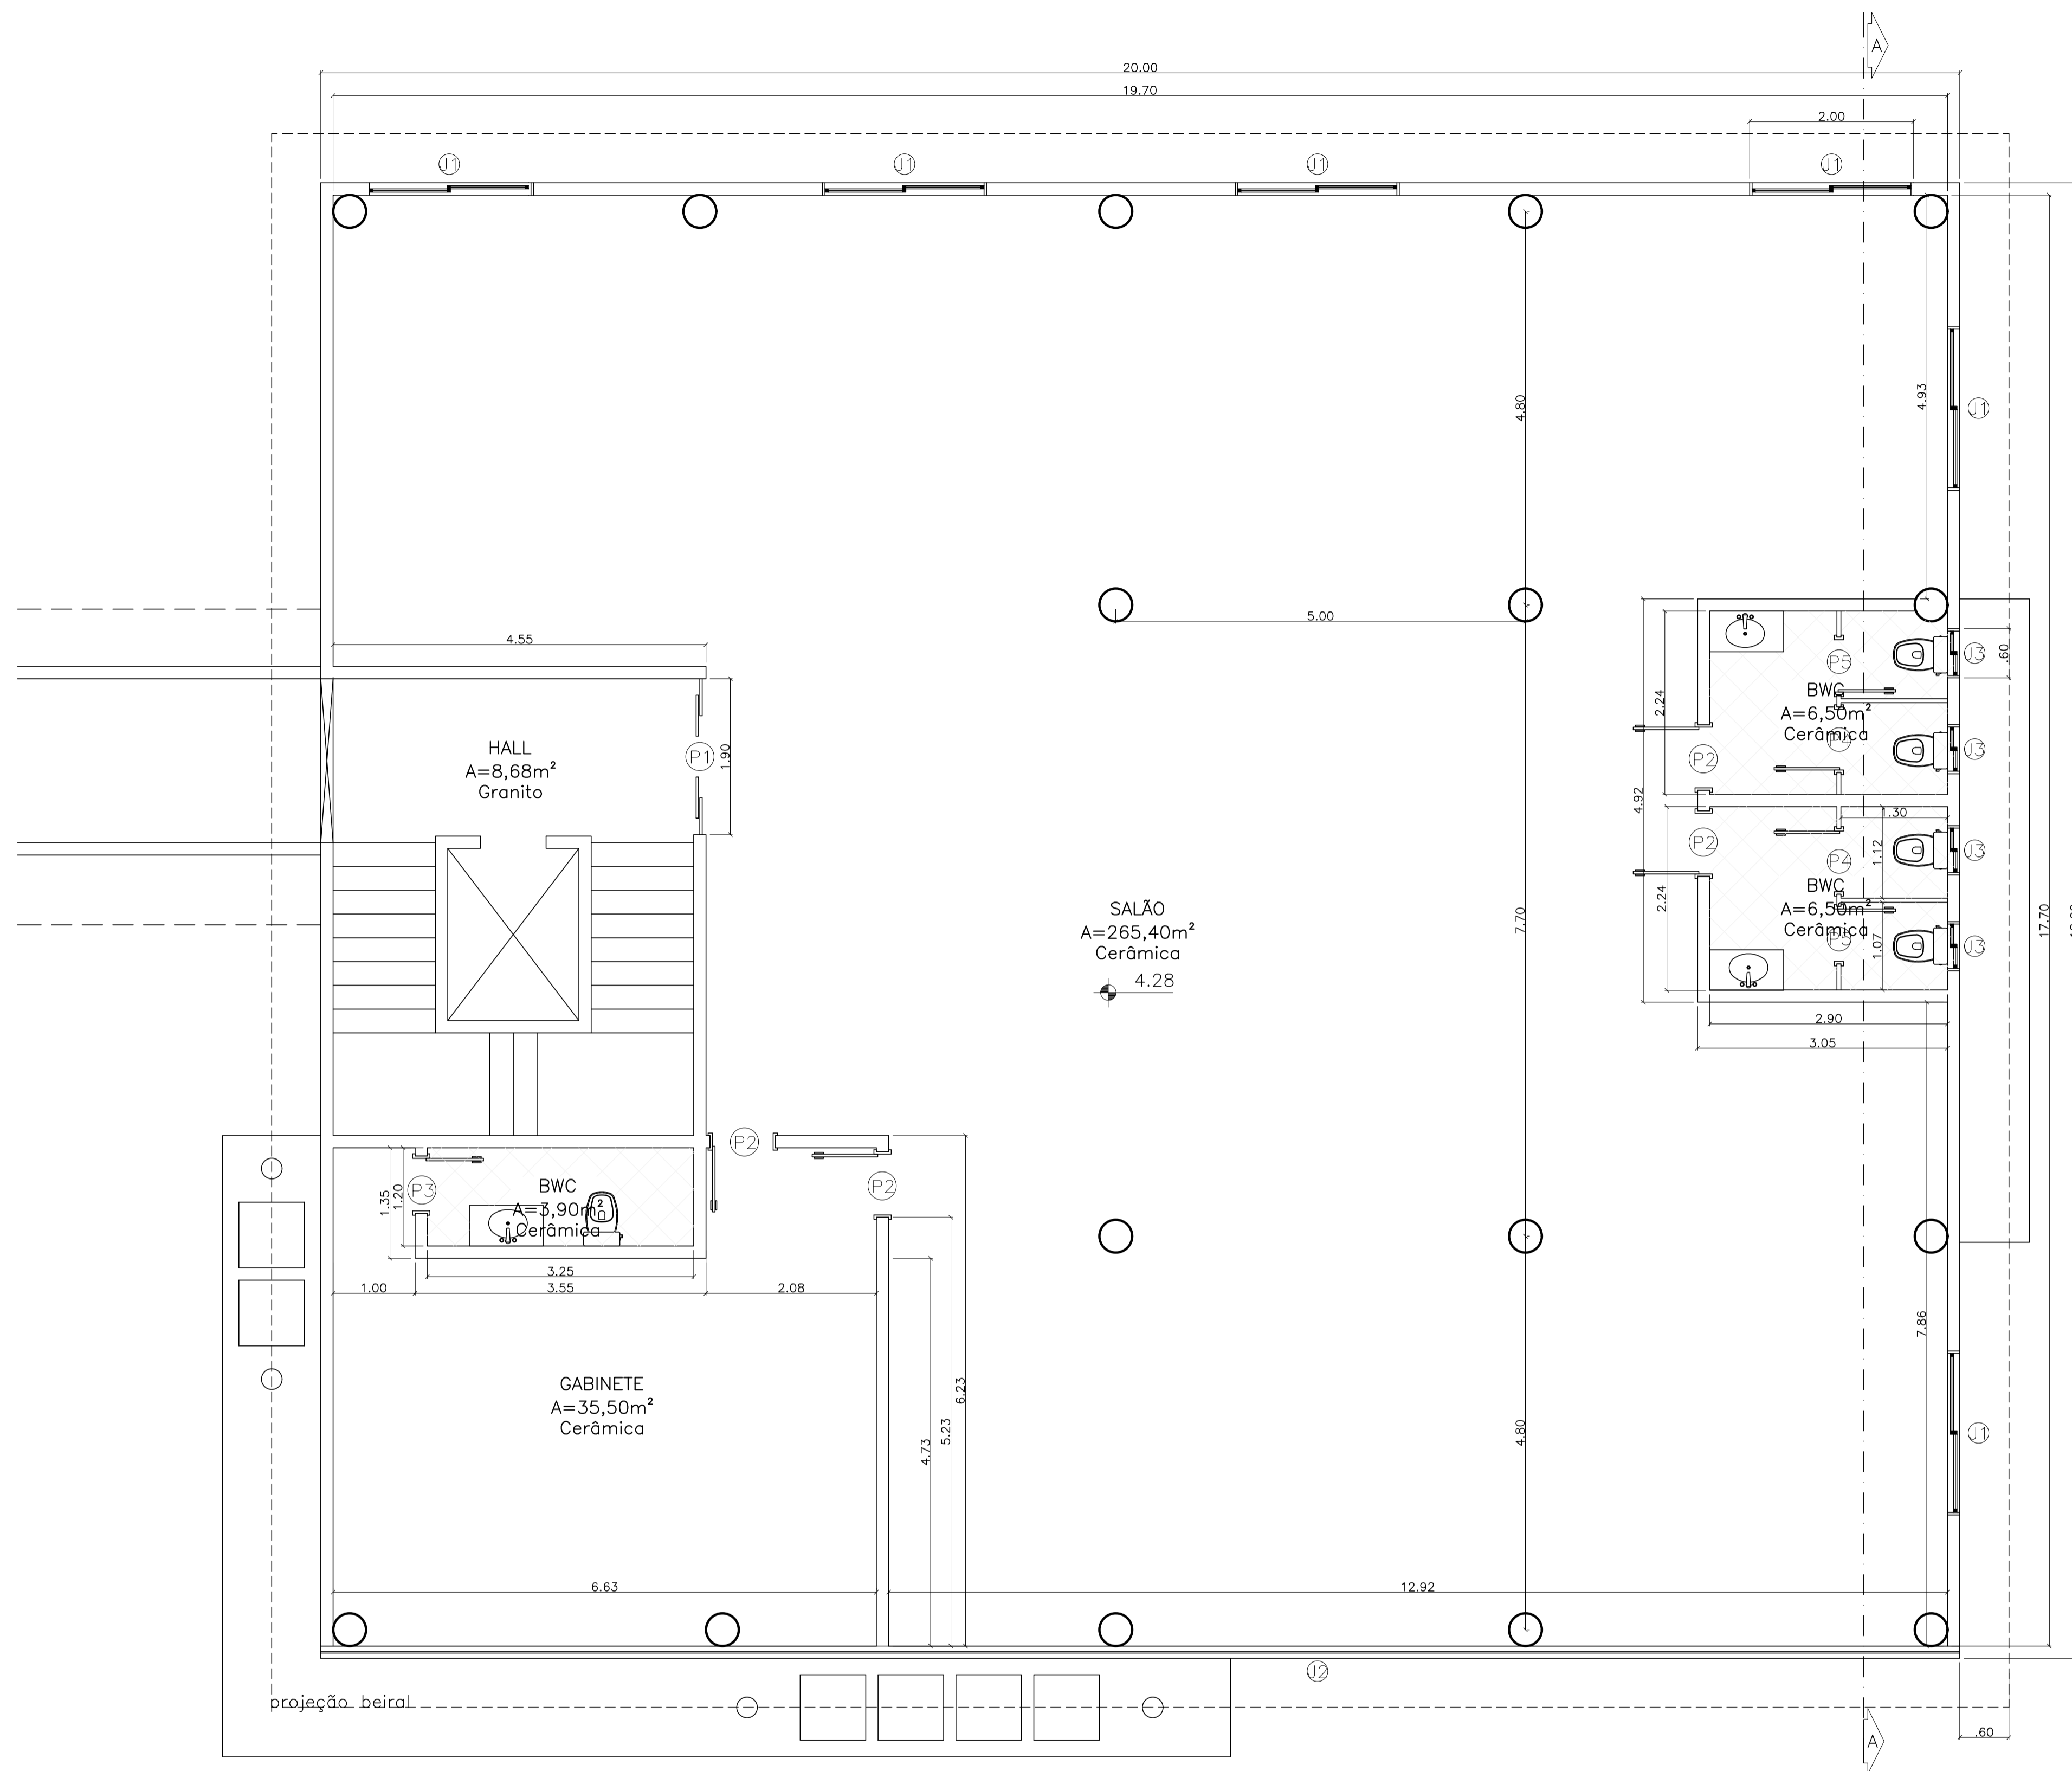 A
20.00
19.70
2.00
J1
J1
J1
J1
4.80
4.93
J1
4.55
5.00
HALL
A=8,68m²
Granito
P1
1.90
2.24
4.92
P5
BWC
A=6,50m²
Cerâmica
P4
P2
J3
.60
J3
P2
1.30
1.12
P4
BWC
A=6,50m²
Cerâmica
P5
2.24
1.07
J3
J3
2.90
3.05
SALÃO
A=265,40m²
Cerâmica
4.28
7.70
17.70
P2
P2
P3
1.35
1.20
BWC
A=3,90m²
Cerâmica
3.25
1.00
3.55
2.08
GABINETE
A=35,50m²
Cerâmica
4.73
5.23
6.23
4.80
7.86
J1
6.63
12.92
J2
projeção beiral
.60
A